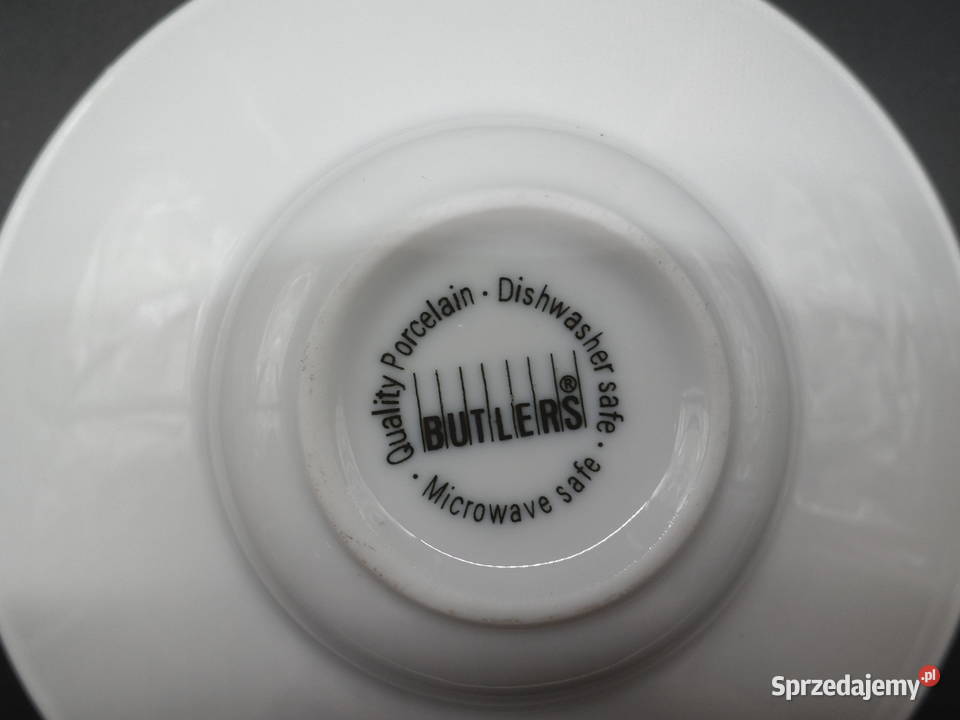 Quality Porcelain · Dishwasher safe · Microwave safe ·
BUTLERS®
Sprzedajemy.pl